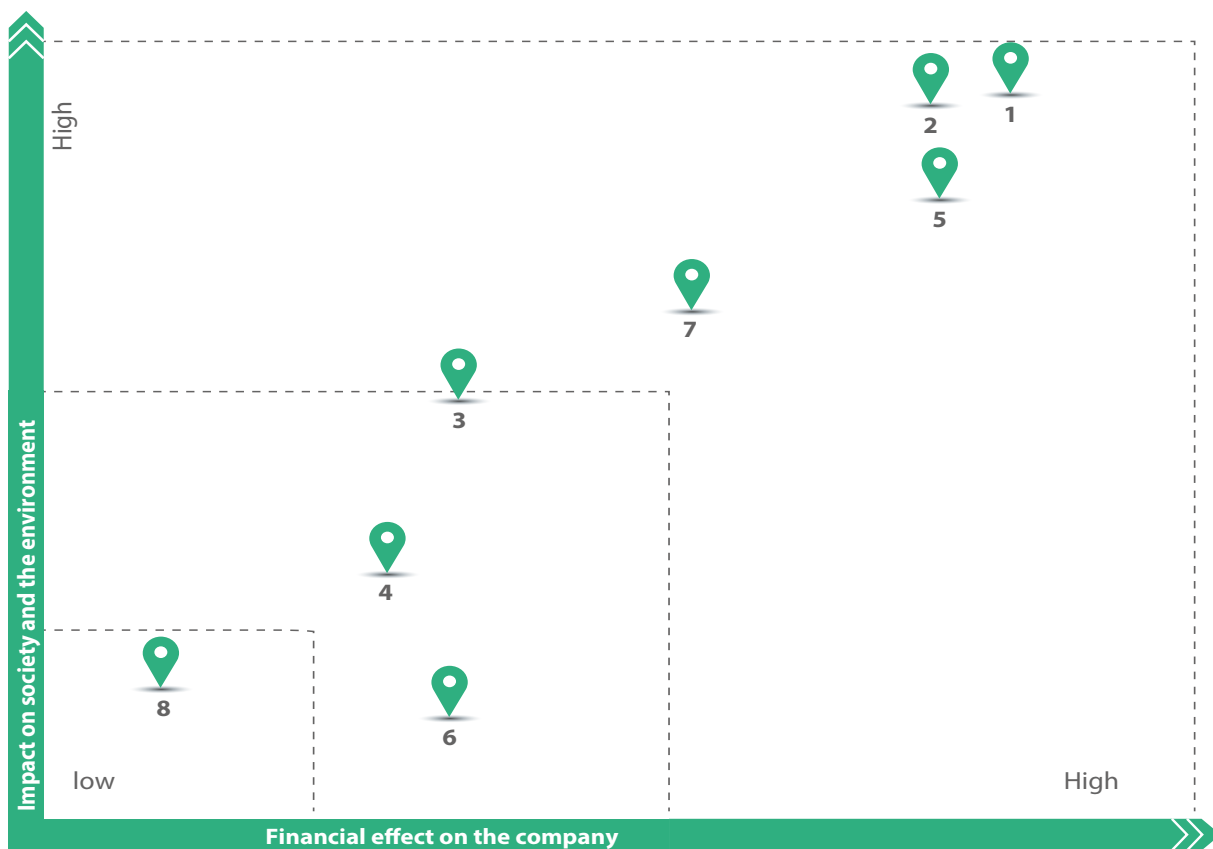 High
2
1
5
7
3
4
8
6
Impact on society and the environment
low
High
Financial effect on the company